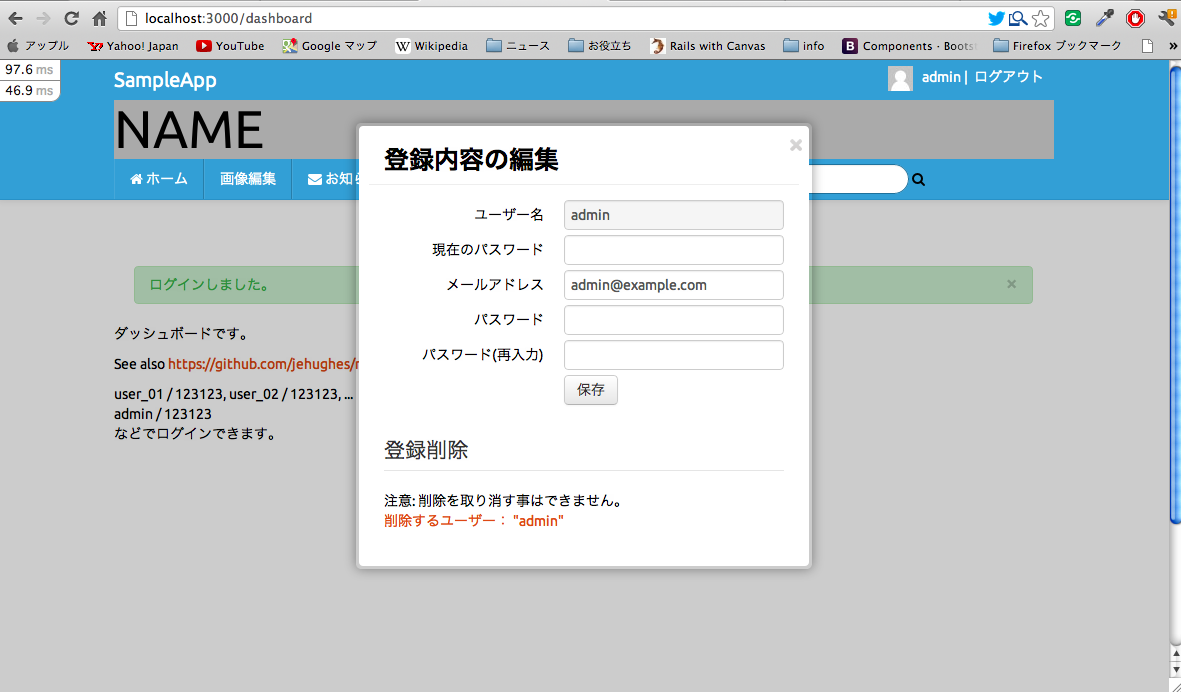 localhost:3000/dashboard
アップル Yahoo! Japan YouTube Google マップ Wikipedia ニュース お役立ち Rails with Canvas info Components · Boots Firefox ブックマーク »
97.6 ms
46.9 ms
SampleApp
admin | ログアウト
NAME
ホーム 画像編集 お知ら
ログインしました。 ×
ダッシュボードです。
See also https://github.com/jehughes/
user_01 / 123123, user_02 / 123123, ...
admin / 123123
などでログインできます。
登録内容の編集 ×
ユーザー名 admin
現在のパスワード
メールアドレス admin@example.com
パスワード
パスワード(再入力)
保存
登録削除
注意: 削除を取り消す事はできません。
削除するユーザー： "admin"